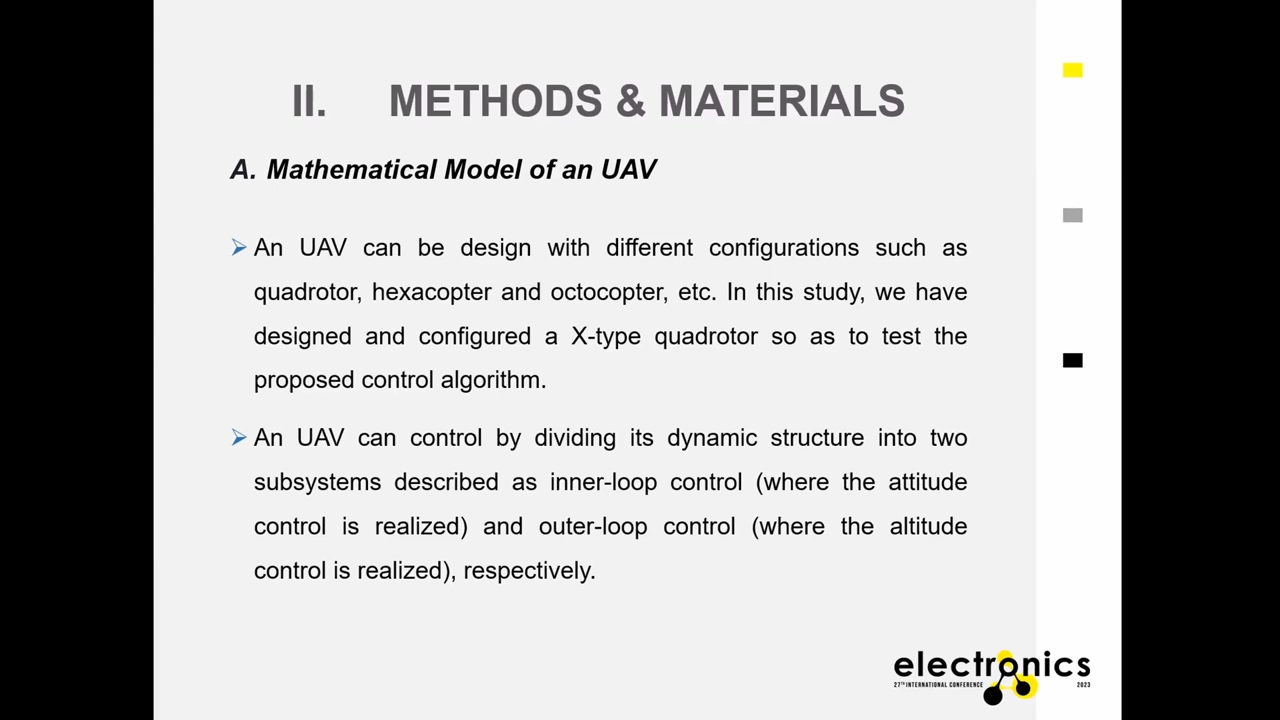 II. METHODS & MATERIALS
A. Mathematical Model of an UAV
An UAV can be design with different configurations such as
quadrotor, hexacopter and octocopter, etc. In this study, we have
designed and configured a X-type quadrotor so as to test the
proposed control algorithm.
An UAV can control by dividing its dynamic structure into two
subsystems described as inner-loop control (where the attitude
control is realized) and outer-loop control (where the altitude
control is realized), respectively.
electronics
27TH INTERNATIONAL CONFERENCE 2023